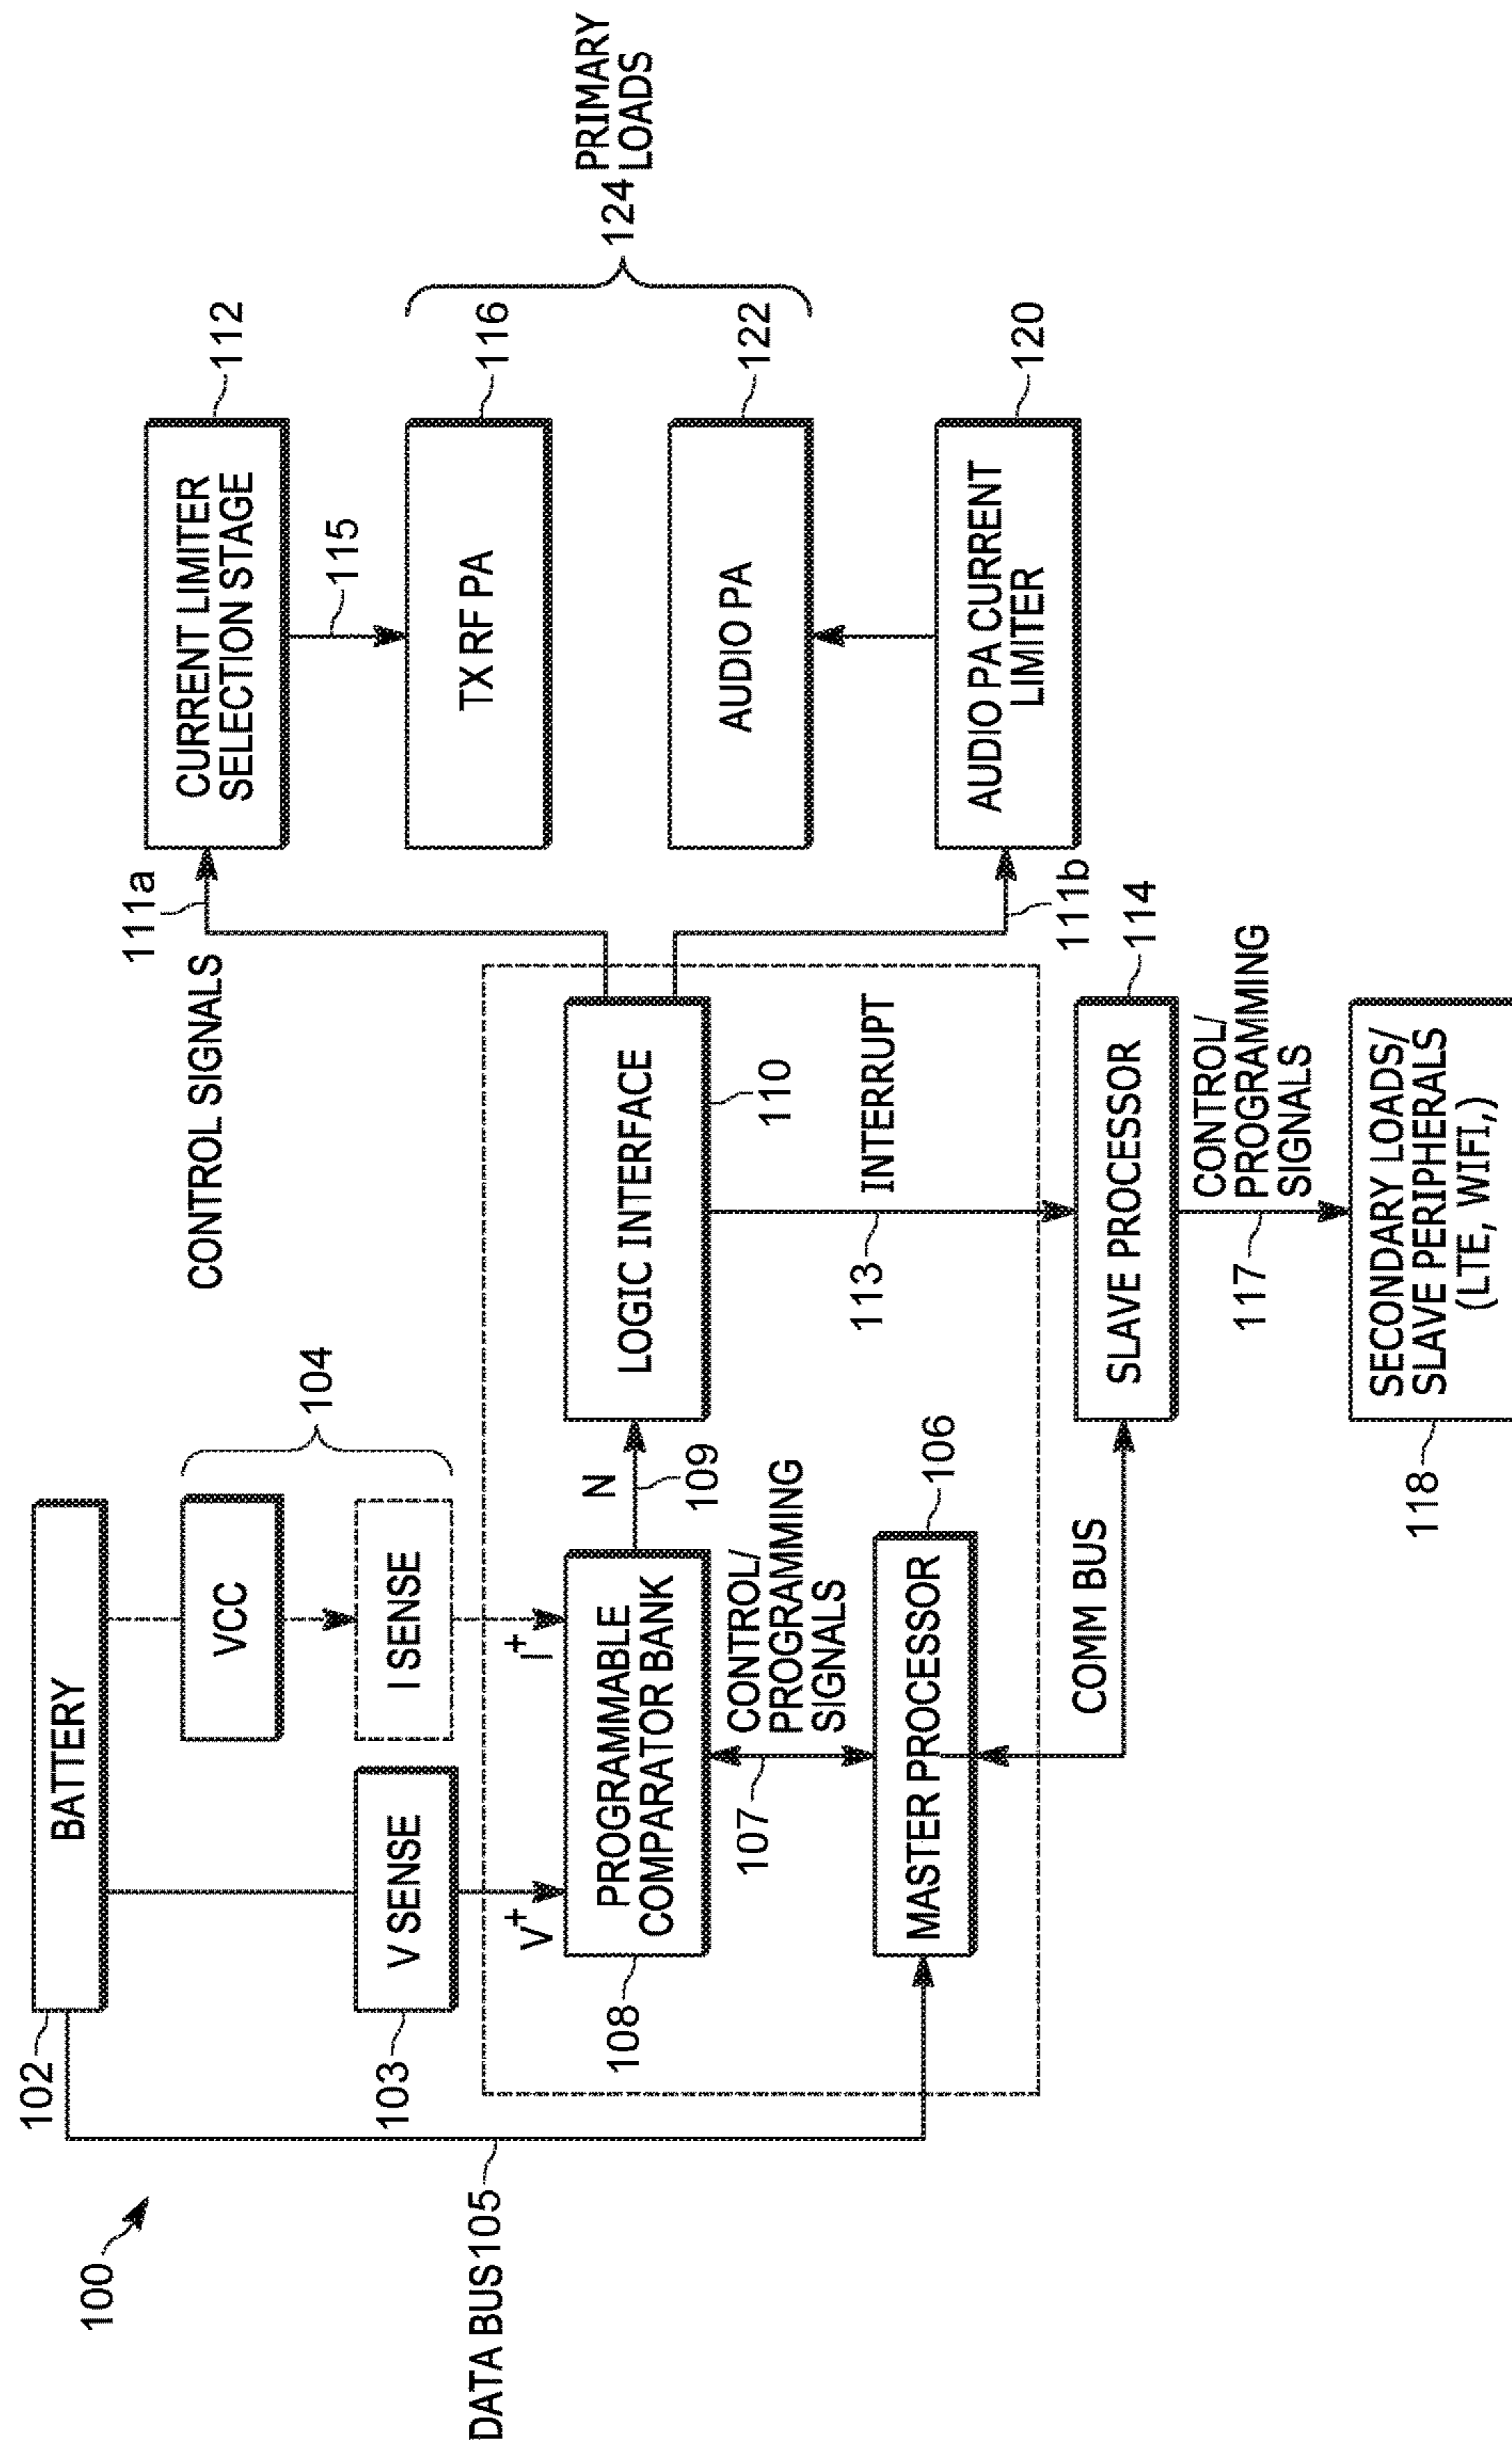 100
102
BATTERY
DATA BUS 105
103
V SENSE
VCC
I SENSE
104
V+
I+
108
PROGRAMMABLE
COMPARATOR BANK
N
109
LOGIC INTERFACE
110
107
CONTROL/
PROGRAMMING
SIGNALS
MASTER PROCESSOR
106
COMM BUS
113
INTERRUPT
SLAVE PROCESSOR
114
117
CONTROL/
PROGRAMMING
SIGNALS
118
SECONDARY LOADS/
SLAVE PERIPHERALS
(LTE, WIFI,)
CONTROL SIGNALS
111a
111b
CURRENT LIMITER
SELECTION STAGE
112
115
TX RF PA
116
AUDIO PA
122
AUDIO PA CURRENT
LIMITER
120
124
PRIMARY
LOADS